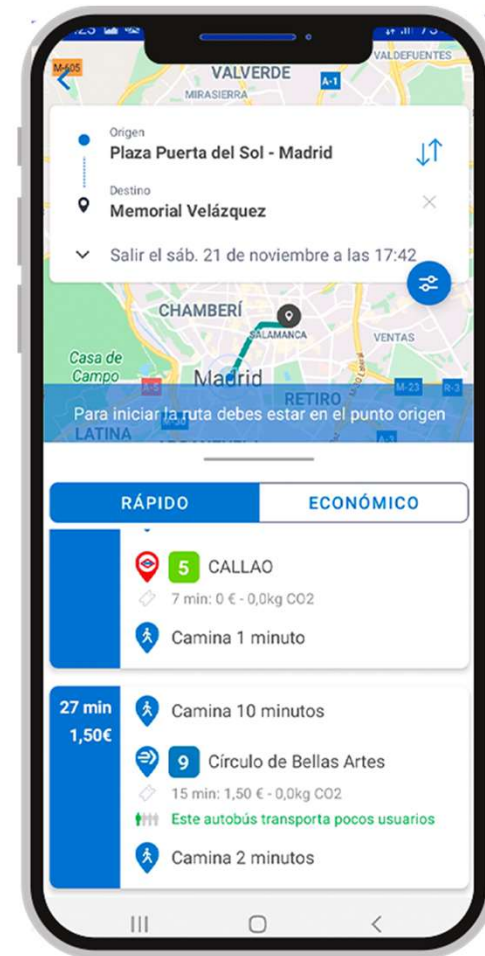 M-605
VALVERDE
MIRASIERRA
A-1
VALDEFUENTES
Origen
Plaza Puerta del Sol - Madrid
Destino
Memorial Velázquez
Salir el sáb. 21 de noviembre a las 17:42
CHAMBERÍ
SALAMANCA
VENTAS
Casa de
Campo
A-5
Madrid
M-23
R-3
RETIRO
Para iniciar la ruta debes estar en el punto origen
LATINA
M-30
A-3
RÁPIDO
ECONÓMICO
5 CALLAO
7 min: 0 € - 0,0kg CO2
Camina 1 minuto
27 min
1,50€
Camina 10 minutos
9 Círculo de Bellas Artes
15 min: 1,50 € - 0,0kg CO2
Este autobús transporta pocos usuarios
Camina 2 minutos